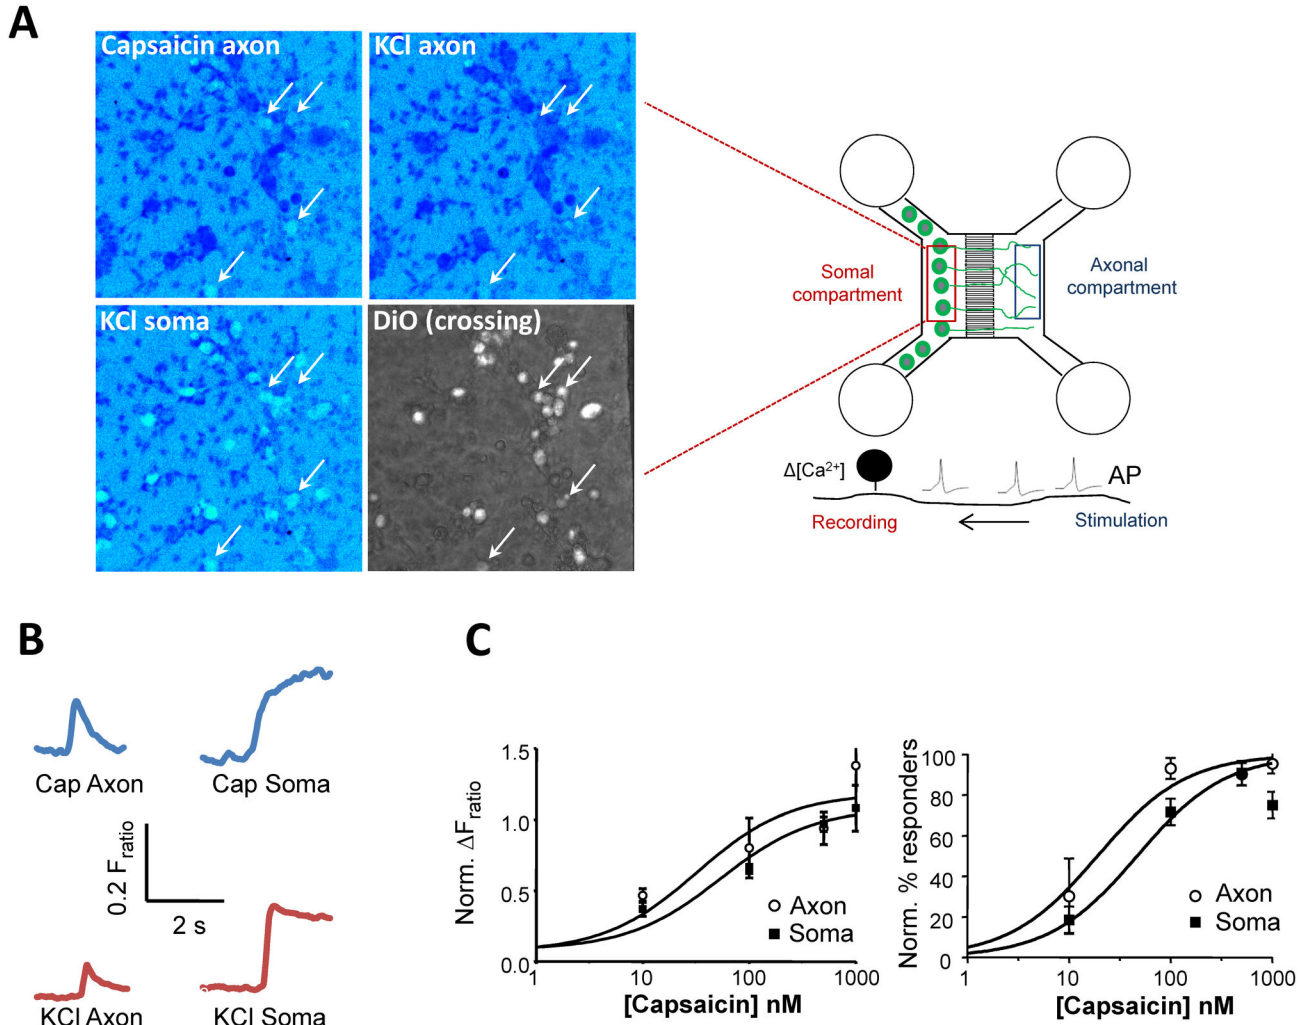 A
Capsaicin axon
KCl axon
KCl soma
DiO (crossing)
Somal
compartment
Axonal
compartment
Δ[Ca²⁺]
AP
Recording
Stimulation
B
Cap Axon
Cap Soma
0.2 Fratio
2 s
KCl Axon
KCl Soma
C
Norm. ΔFratio
1.5
1.0
0.5
0.0
1
10
100
1000
[Capsaicin] nM
Axon
Soma
Norm. % responders
100
80
60
40
20
0
1
10
100
1000
[Capsaicin] nM
Axon
Soma